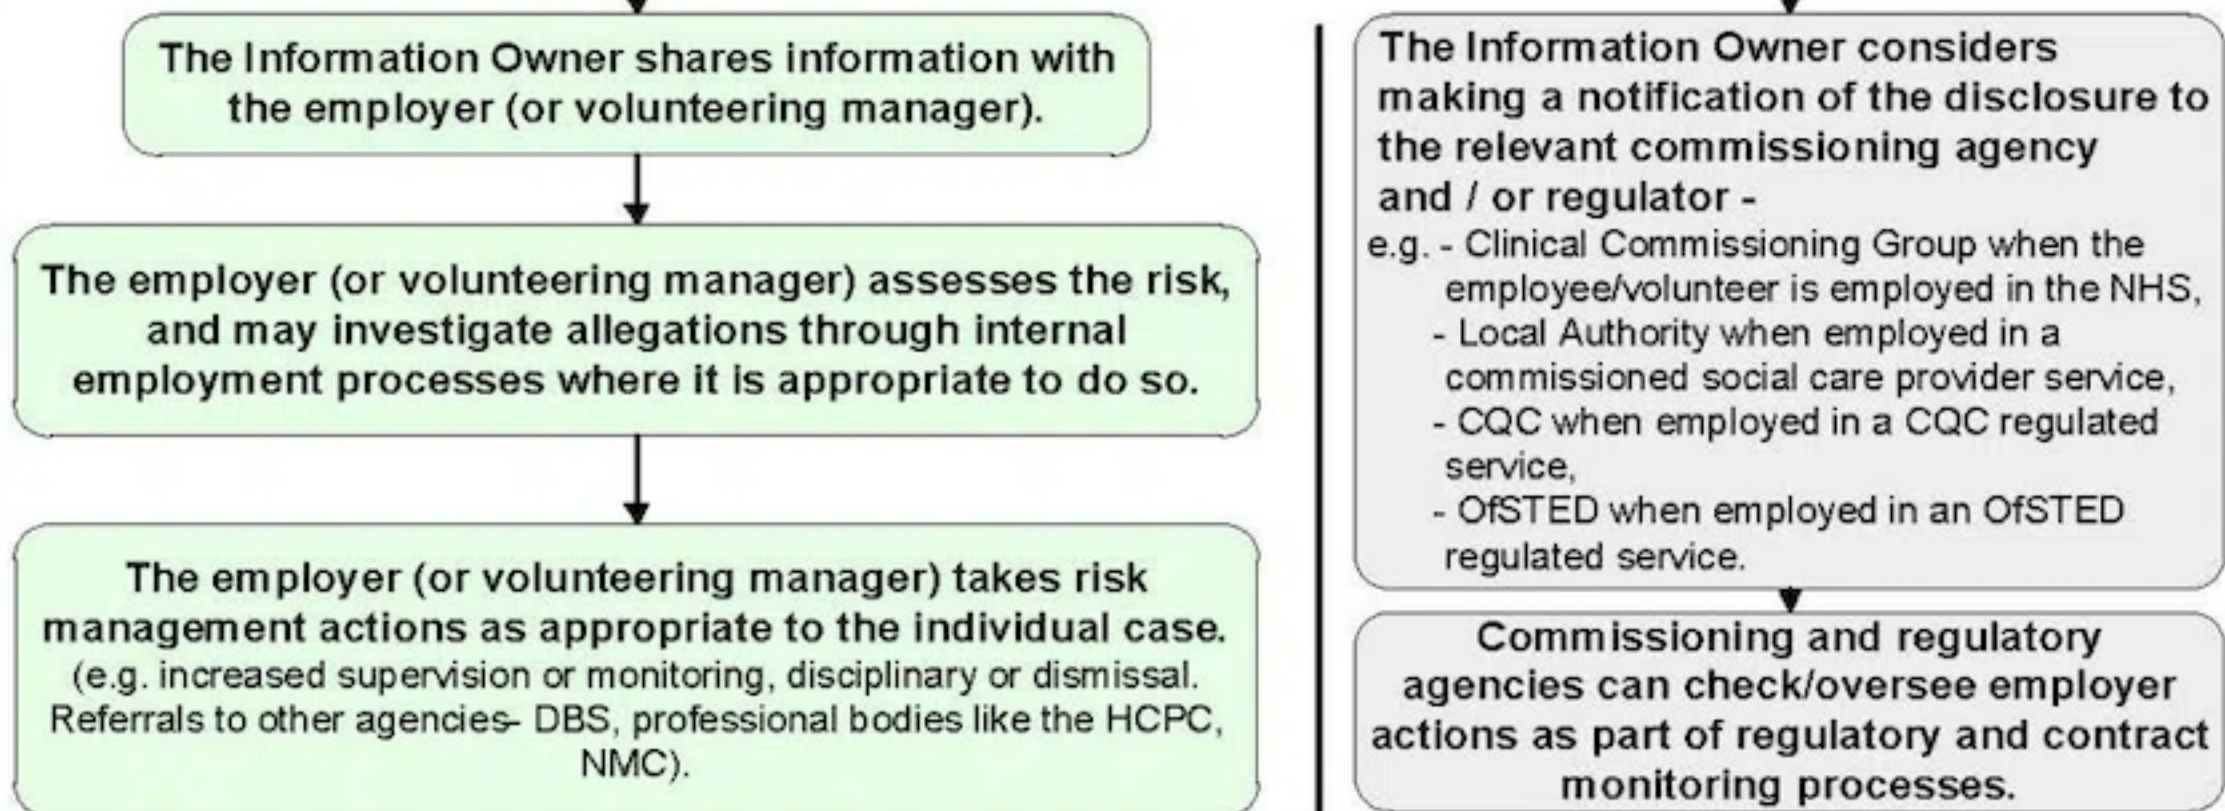 The Information Owner shares information with
the employer (or volunteering manager).
The employer (or volunteering manager) assesses the risk,
and may investigate allegations through internal
employment processes where it is appropriate to do so.
The employer (or volunteering manager) takes risk
management actions as appropriate to the individual case.
(e.g. increased supervision or monitoring, disciplinary or dismissal.
Referrals to other agencies- DBS, professional bodies like the HCPC,
NMC).
The Information Owner considers
making a notification of the disclosure to
the relevant commissioning agency
and / or regulator -
e.g. - Clinical Commissioning Group when the
employee/volunteer is employed in the NHS,
- Local Authority when employed in a
commissioned social care provider service,
- CQC when employed in a CQC regulated
service,
- OfSTED when employed in an OfSTED
regulated service.
Commissioning and regulatory
agencies can check/oversee employer
actions as part of regulatory and contract
monitoring processes.